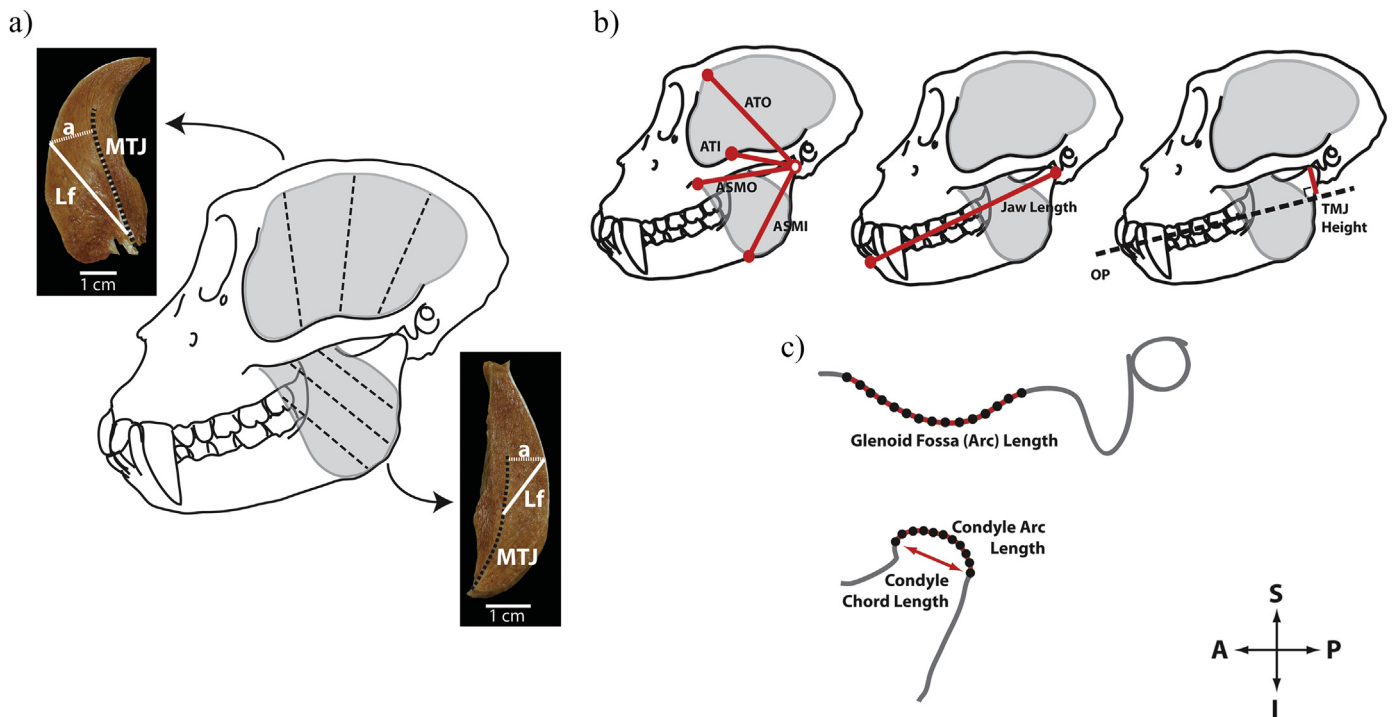 a)
a
MTJ
Lf
1 cm
a
Lf
MTJ
1 cm
b)
ATO
ATI
ASMO
ASMI
Jaw Length
TMJ
Height
OP
c)
Glenoid Fossa (Arc) Length
Condyle Arc
Length
Condyle
Chord Length
S
A
P
I